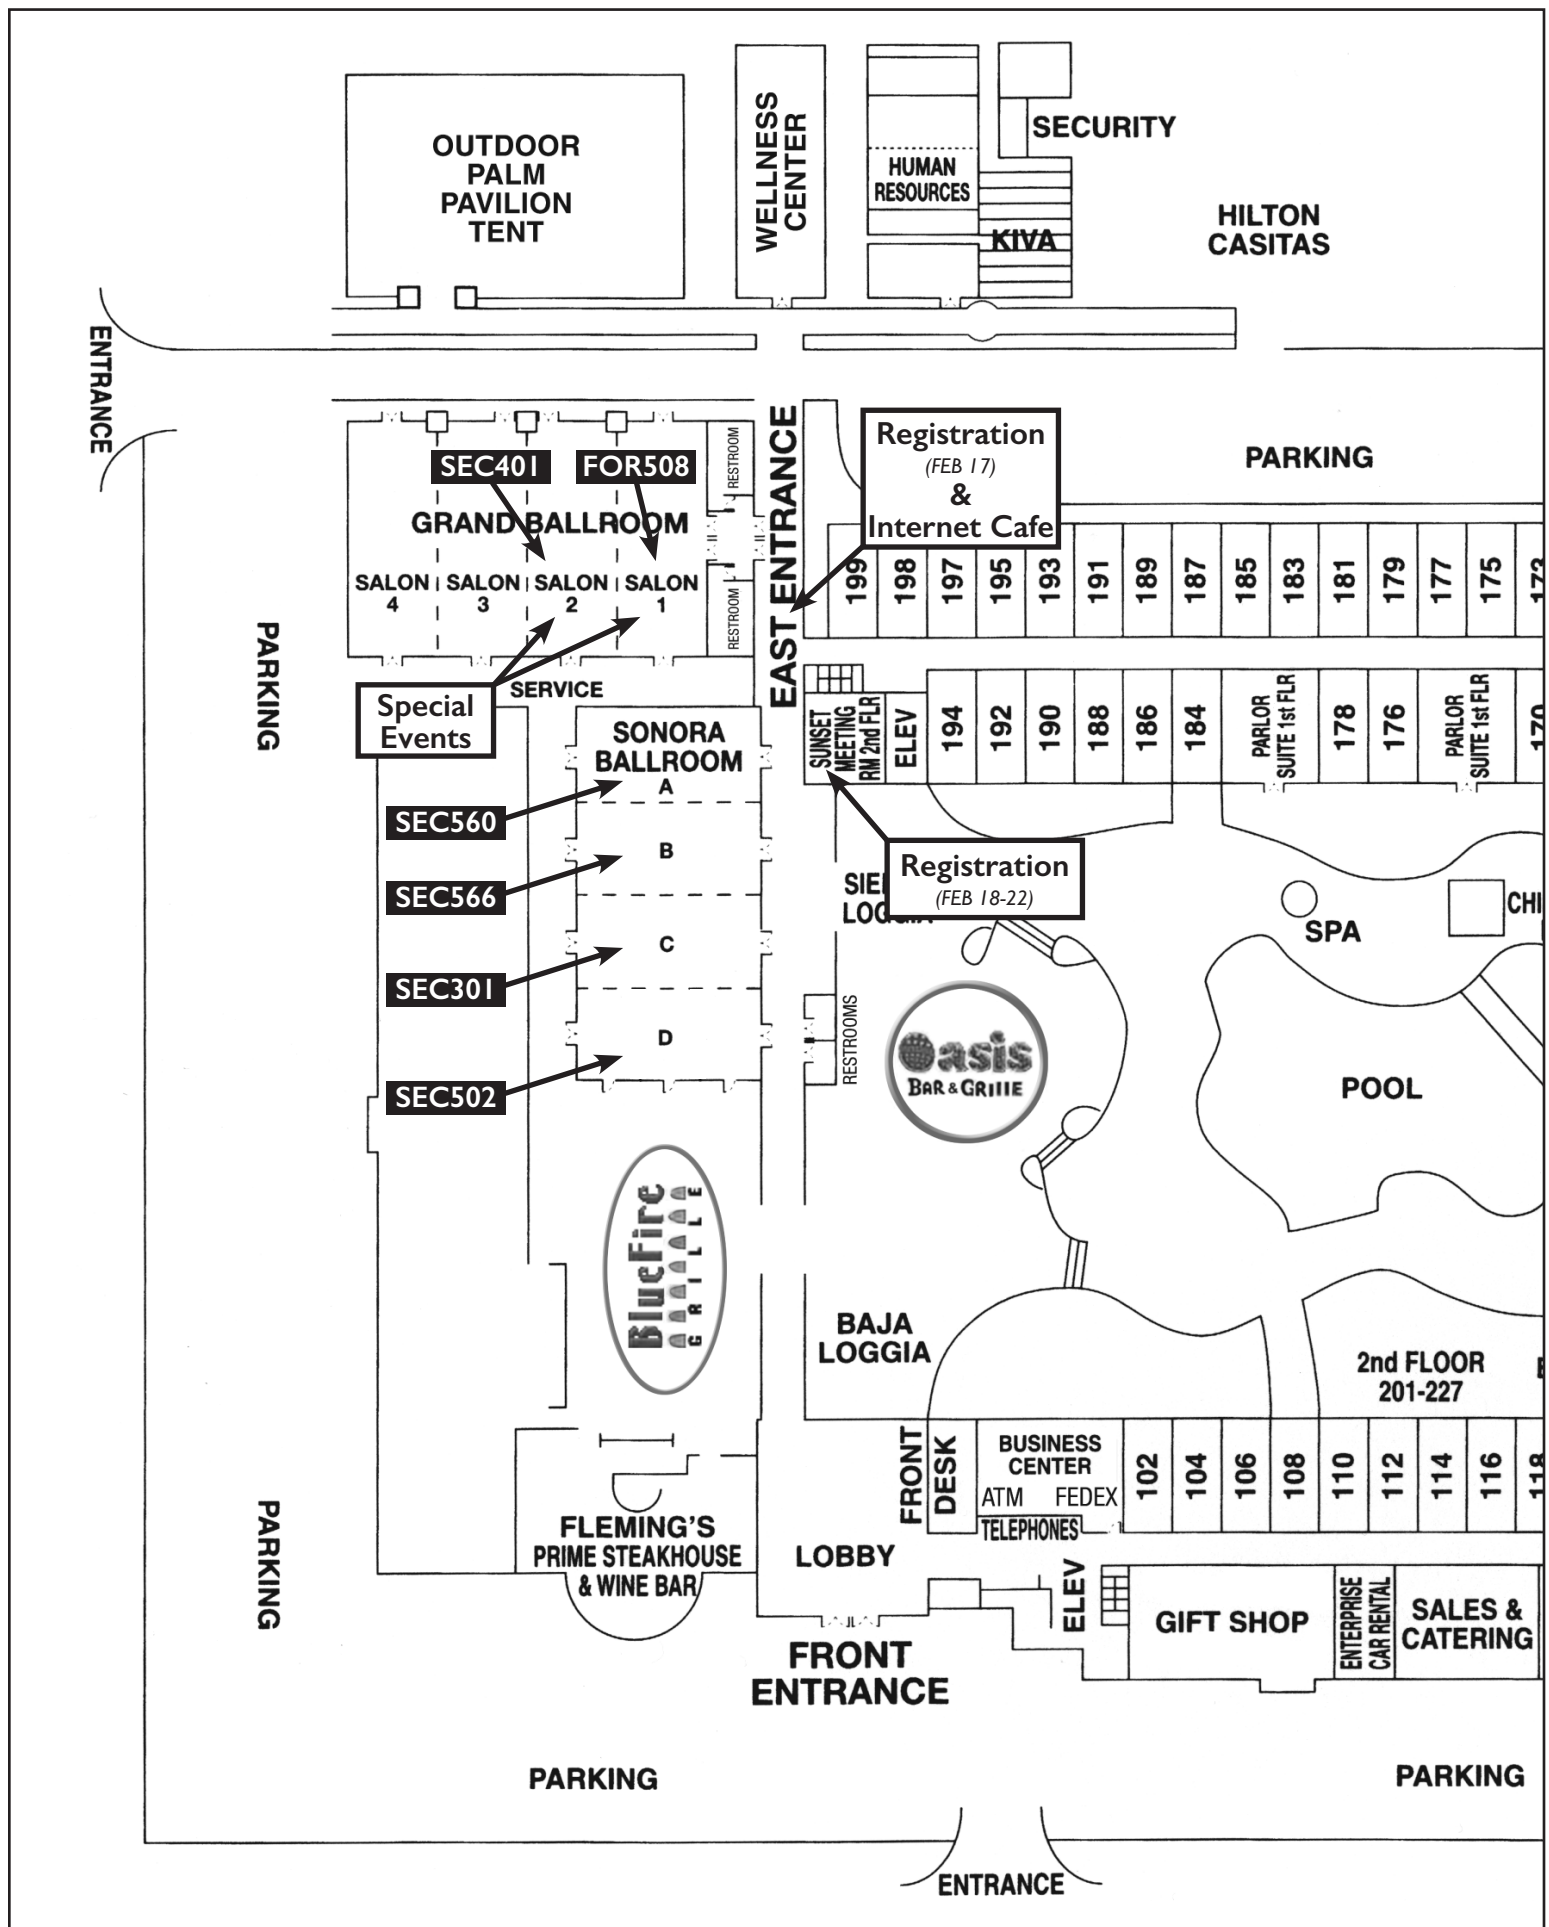 OUTDOOR
PALM
PAVILION
TENT
WELLNESS
CENTER
HUMAN
RESOURCES
SECURITY
KIVA
HILTON
CASITAS
ENTRANCE
SEC401
FOR508
RESTROOM
GRAND BALLROOM
SALON
4
SALON
3
SALON
2
SALON
1
RESTROOM
EAST ENTRANCE
Registration
(FEB 17)
&
Internet Cafe
PARKING
199
198
197
195
193
191
189
187
185
183
181
179
177
175
173
PARKING
Special
Events
SERVICE
SUNSET
MEETING
RM 2nd FLR
ELEV
194
192
190
188
186
184
PARLOR
SUITE 1st FLR
178
176
PARLOR
SUITE 1st FLR
170
SONORA
BALLROOM
A
SEC560
B
SEC566
C
SEC301
D
SEC502
Registration
(FEB 18-22)
LOGGIA
SPA
RESTROOMS
Oasis
BAR & GRILLE
POOL
BlueFire
GRILLE
BAJA
LOGGIA
2nd FLOOR
201-227
PARKING
FLEMING'S
PRIME STEAKHOUSE
& WINE BAR
FRONT
DESK
BUSINESS
CENTER
ATM FEDEX
TELEPHONES
102
104
106
108
110
112
114
116
118
LOBBY
ELEV
GIFT SHOP
ENTERPRISE
CAR RENTAL
SALES &
CATERING
FRONT
ENTRANCE
PARKING
PARKING
ENTRANCE